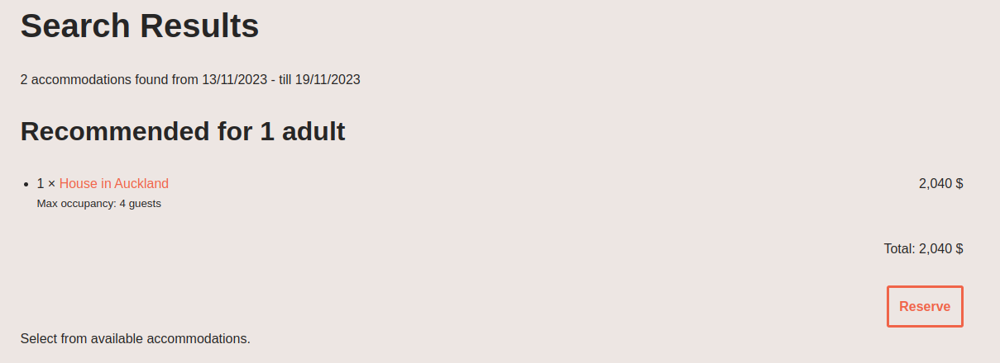 Search Results
2 accommodations found from 13/11/2023 - till 19/11/2023
Recommended for 1 adult
1 × House in Auckland 2,040 $
Max occupancy: 4 guests
Total: 2,040 $
Reserve
Select from available accommodations.